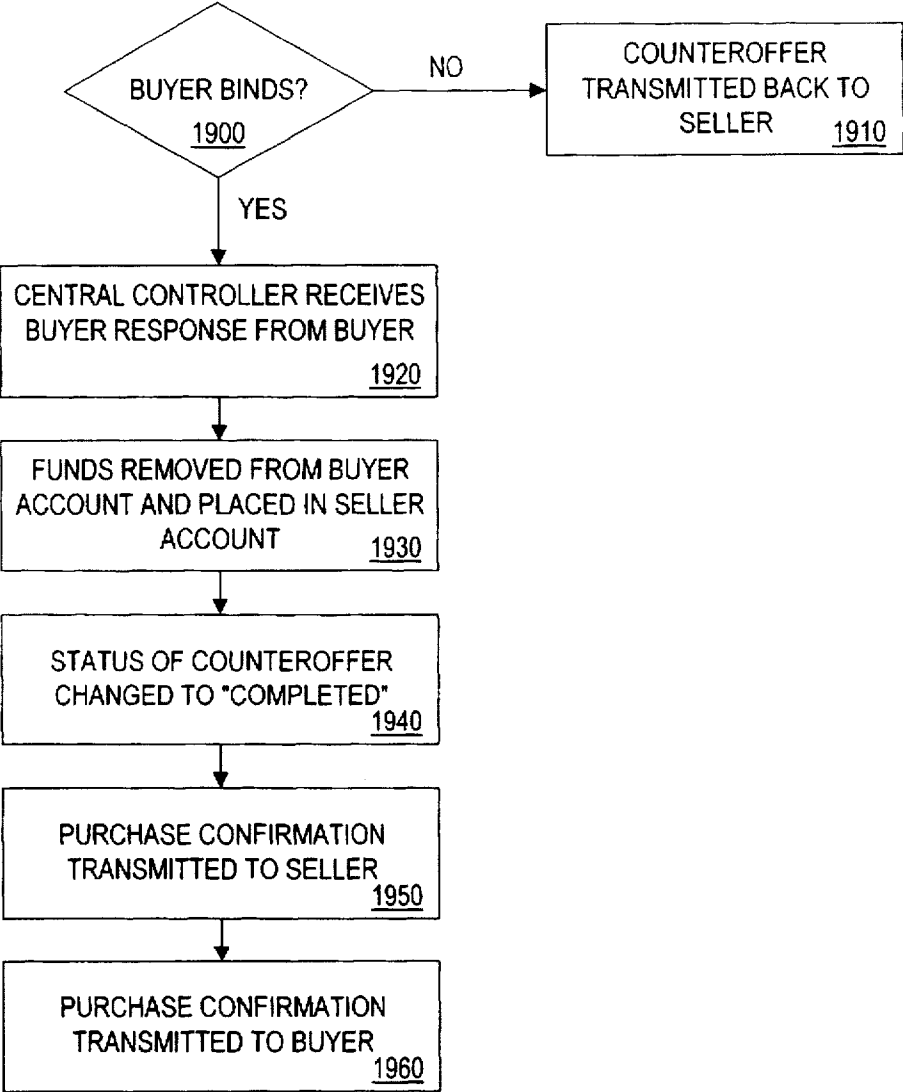 BUYER BINDS?
1900
NO
COUNTEROFFER
TRANSMITTED BACK TO
SELLER
1910
YES
CENTRAL CONTROLLER RECEIVES
BUYER RESPONSE FROM BUYER
1920
FUNDS REMOVED FROM BUYER
ACCOUNT AND PLACED IN SELLER
ACCOUNT
1930
STATUS OF COUNTEROFFER
CHANGED TO "COMPLETED"
1940
PURCHASE CONFIRMATION
TRANSMITTED TO SELLER
1950
PURCHASE CONFIRMATION
TRANSMITTED TO BUYER
1960